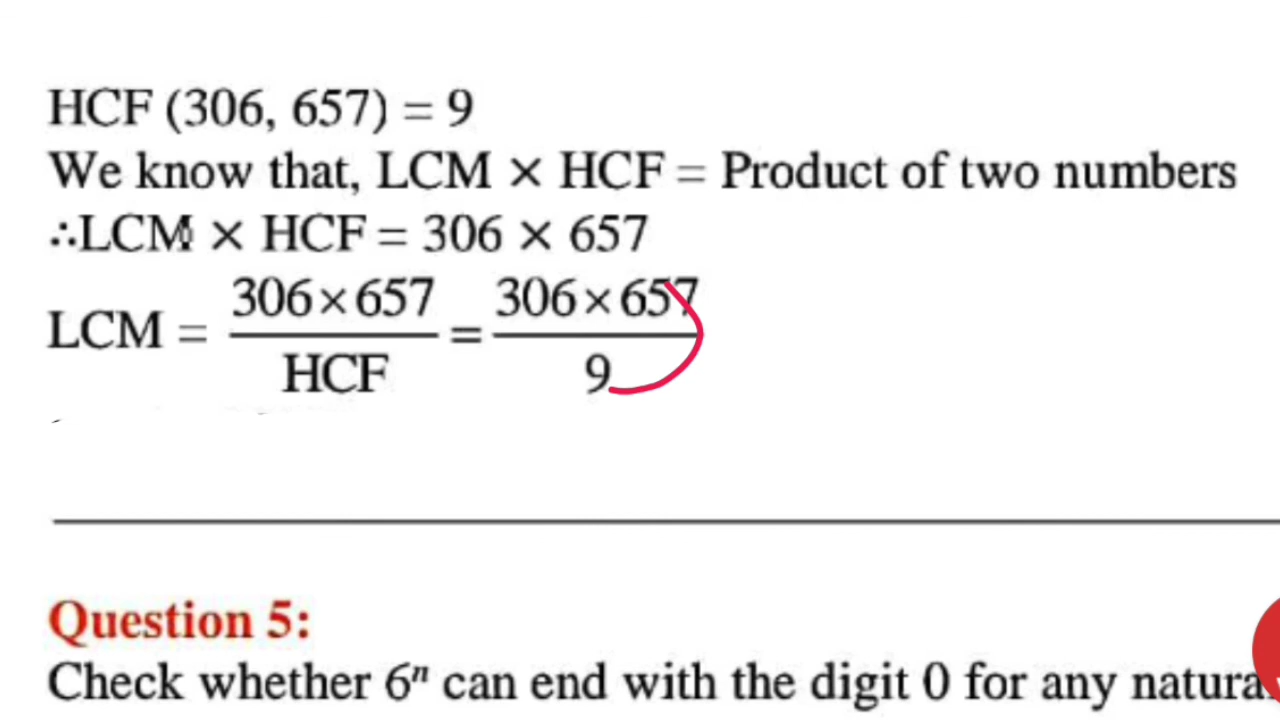 HCF (306, 657) = 9
We know that, LCM × HCF = Product of two numbers
∴LCM × HCF = 306 × 657
LCM = 306×657 / HCF = 306×657 / 9
Question 5:
Check whether 6ⁿ can end with the digit 0 for any natura